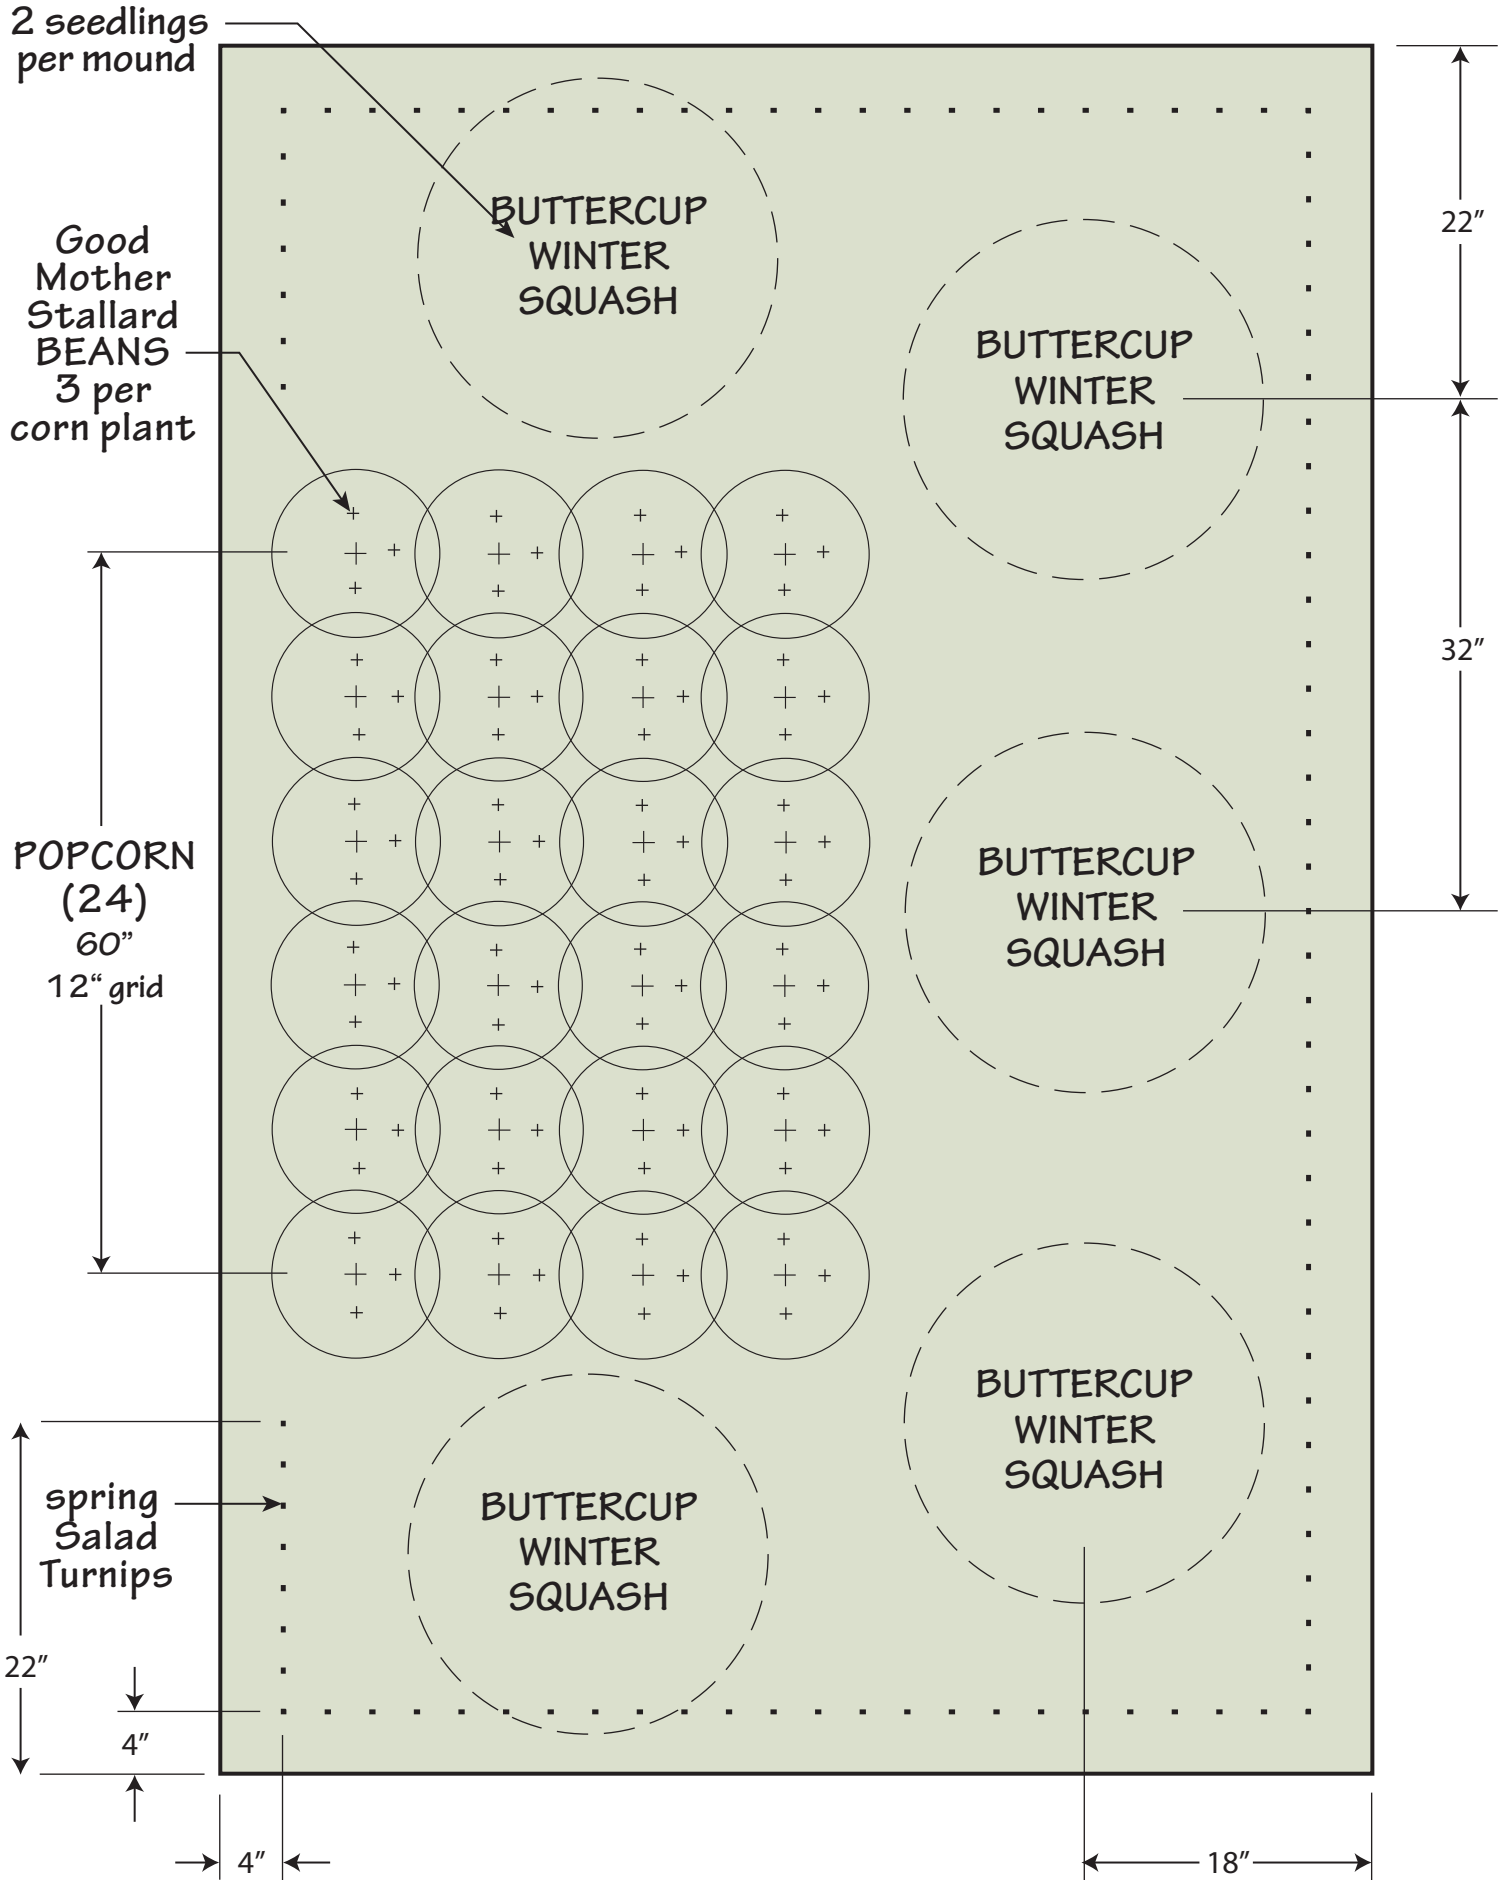 2 seedlings
per mound
BUTTERCUP
WINTER
SQUASH
22”
Good
Mother
Stallard
BEANS
3 per
corn plant
BUTTERCUP
WINTER
SQUASH
32”
POPCORN
(24)
60”
12“ grid
BUTTERCUP
WINTER
SQUASH
BUTTERCUP
WINTER
SQUASH
spring
Salad
Turnips
BUTTERCUP
WINTER
SQUASH
22”
4”
4”
18”